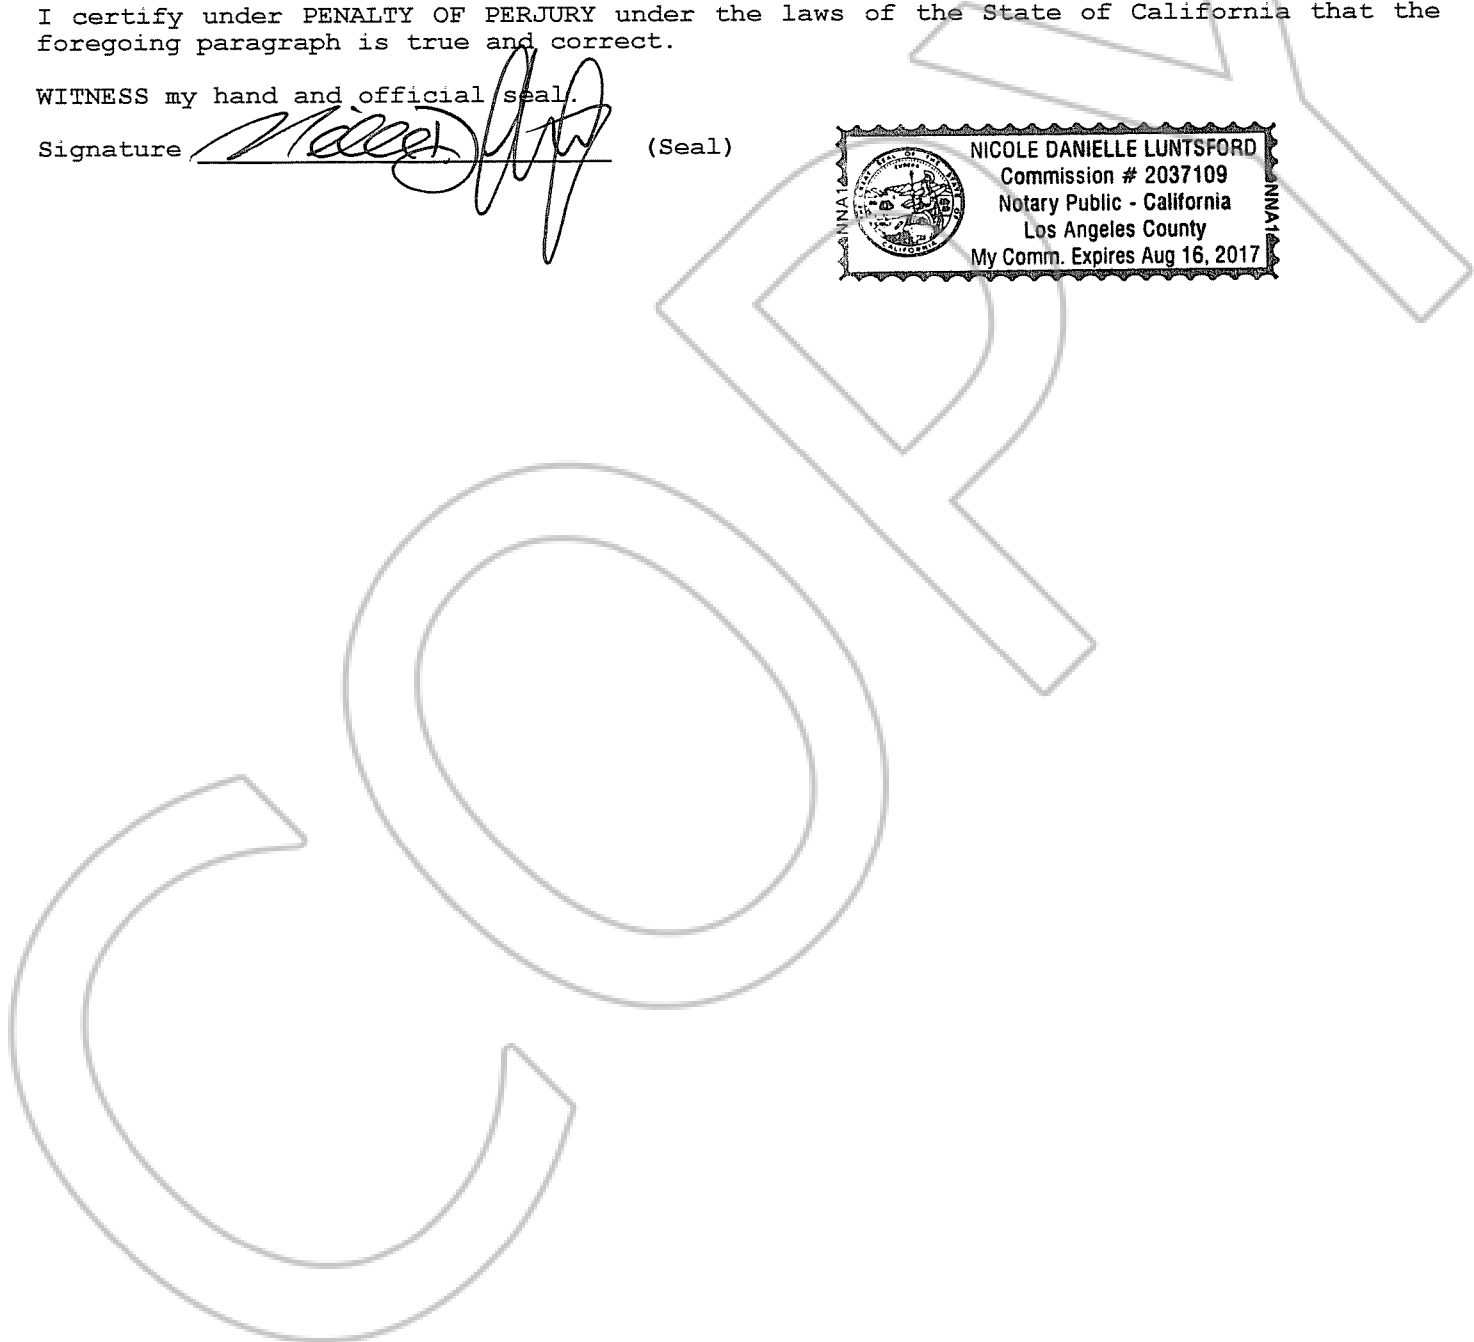 I certify under PENALTY OF PERJURY under the laws of the State of California that the
foregoing paragraph is true and correct.
WITNESS my hand and official seal.
Signature
(Seal)
NICOLE DANIELLE LUNTSFORD
Commission # 2037109
Notary Public - California
Los Angeles County
My Comm. Expires Aug 16, 2017
CALIFORNIA
COPY